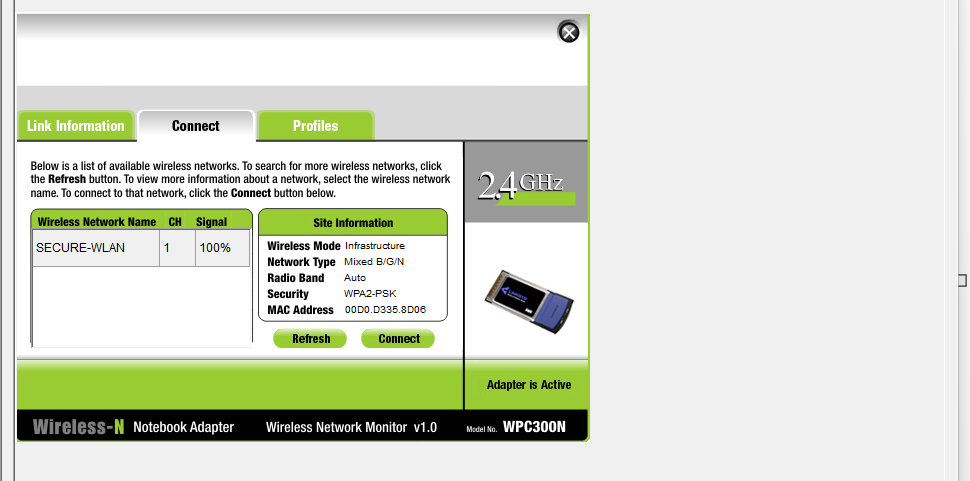 Link Information
Connect
Profiles
Below is a list of available wireless networks. To search for more wireless networks, click
the Refresh button. To view more information about a network, select the wireless network
name. To connect to that network, click the Connect button below.
2.4GHz
Wireless Network Name CH Signal
SECURE-WLAN 1 100%
Site Information
Wireless Mode Infrastructure
Network Type Mixed B/G/N
Radio Band Auto
Security WPA2-PSK
MAC Address 00D0.D335.8D06
Refresh
Connect
Adapter is Active
Wireless-N Notebook Adapter Wireless Network Monitor v1.0 Model No. WPC300N